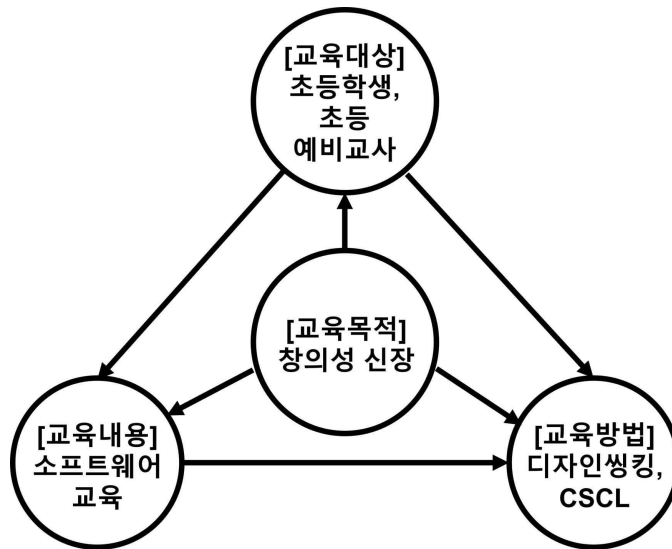 [교육대상]
초등학생,
초등
예비교사
[교육목적]
창의성 신장
[교육내용]
소프트웨어
교육
[교육방법]
디자인씽킹,
CSCL